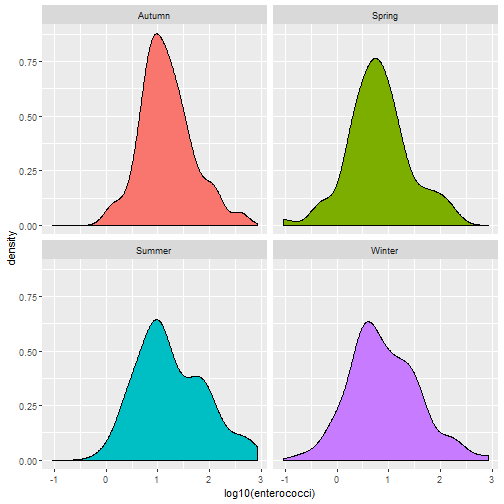 Autumn Spring
0.75
0.50
0.25
0.00
density
Summer Winter
0.75
0.50
0.25
0.00
-1 0 1 2 3 -1 0 1 2 3
log10(enterococci)